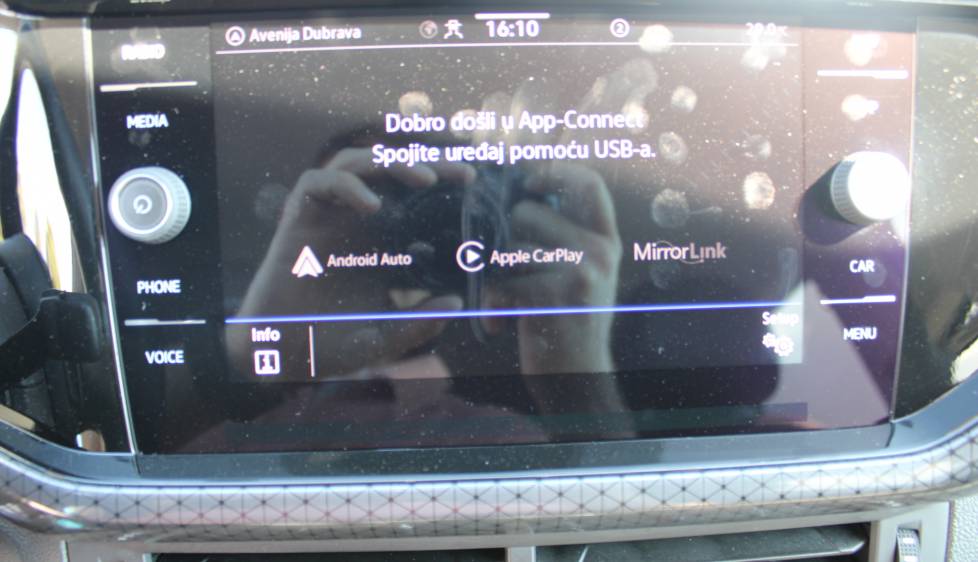 Avenija Dubrava 16:10 2
RADIO
MEDIA
Dobro došli u App-Connect
Spojite uređaj pomoću USB-a.
Android Auto Apple CarPlay MirrorLink
PHONE
CAR
Info Setup
VOICE
MENU